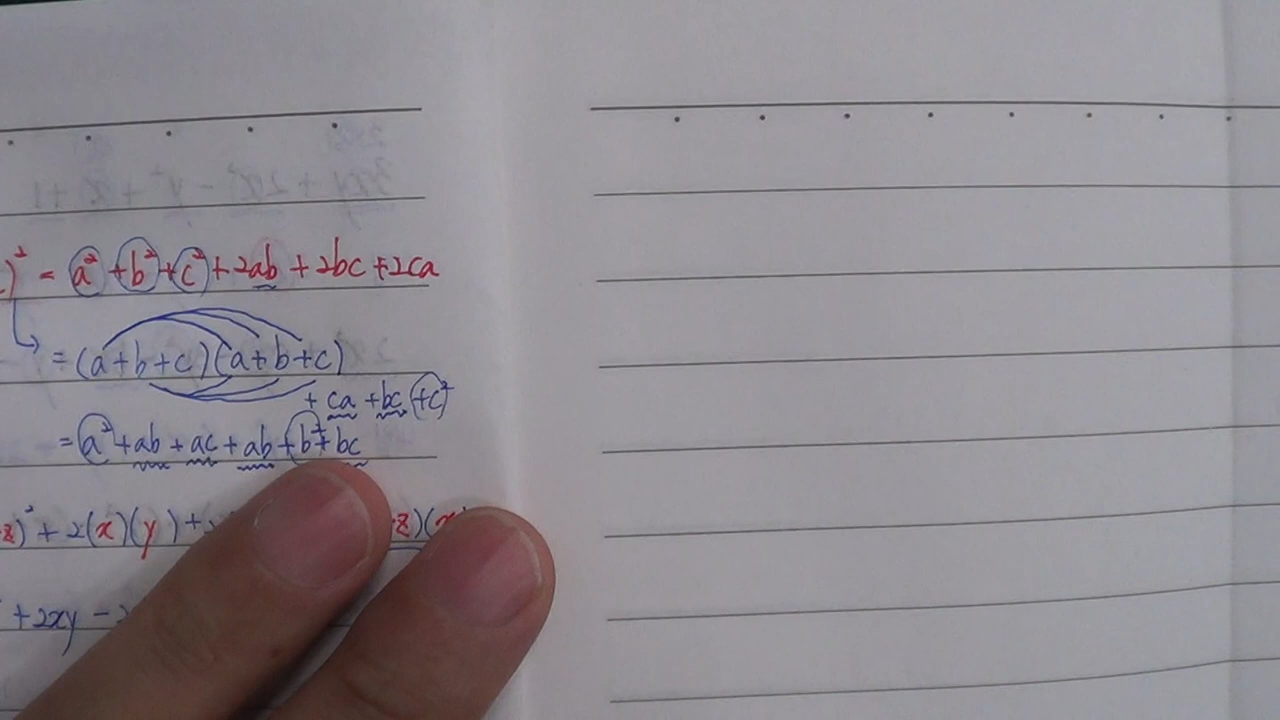 )² = a² + b² + c² + 2ab + 2bc + 2ca
= (a+b+c)(a+b+c)
= a² + ab + ac + ab + b² + bc + ca + bc + c²
z)² + 2(x)(y) + z)(x
+ 2xy -